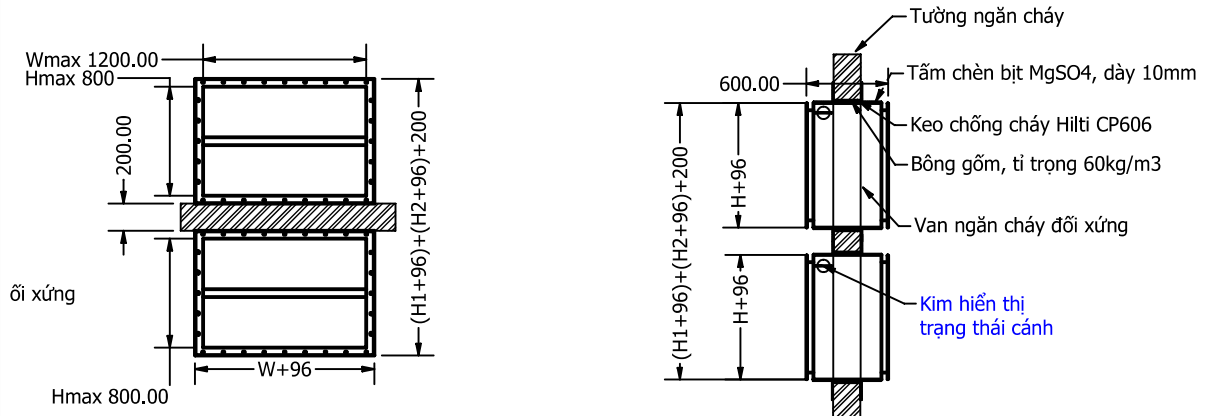 Wmax 1200.00
Hmax 800
200.00
(H1+96)+(H2+96)+200
ối xứng
W+96
Hmax 800.00
Tường ngăn cháy
600.00
Tấm chèn bịt MgSO4, dày 10mm
Keo chống cháy Hilti CP606
Bông gốm, tỉ trọng 60kg/m3
(H1+96)+(H2+96)+200
H+96
Van ngăn cháy đối xứng
H+96
Kim hiển thị
trạng thái cánh